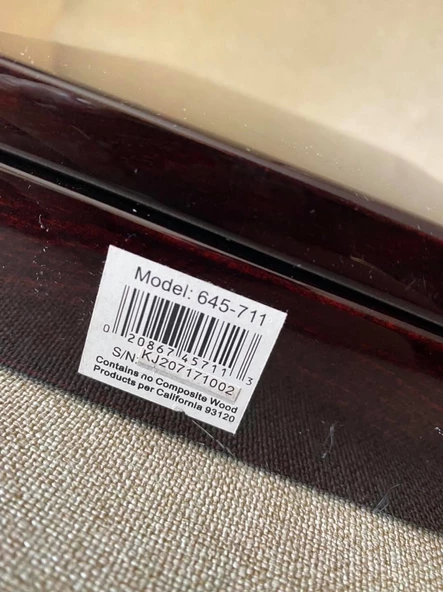 Model: 645-711
0 20867 45711 3
S/N:KJ207171002
Contains no Composite Wood
Products per California 93120